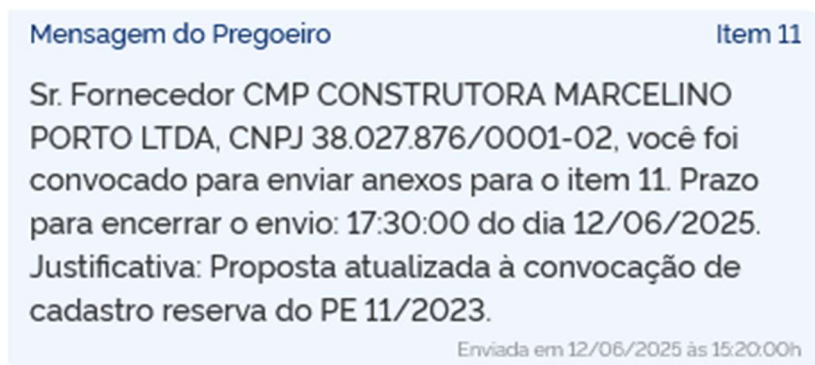 Mensagem do Pregoeiro Item 11
Sr. Fornecedor CMP CONSTRUTORA MARCELINO
PORTO LTDA, CNPJ 38.027.876/0001-02, você foi
convocado para enviar anexos para o item 11. Prazo
para encerrar o envio: 17:30:00 do dia 12/06/2025.
Justificativa: Proposta atualizada à convocação de
cadastro reserva do PE 11/2023.
Enviada em 12/06/2025 às 15:20:00h